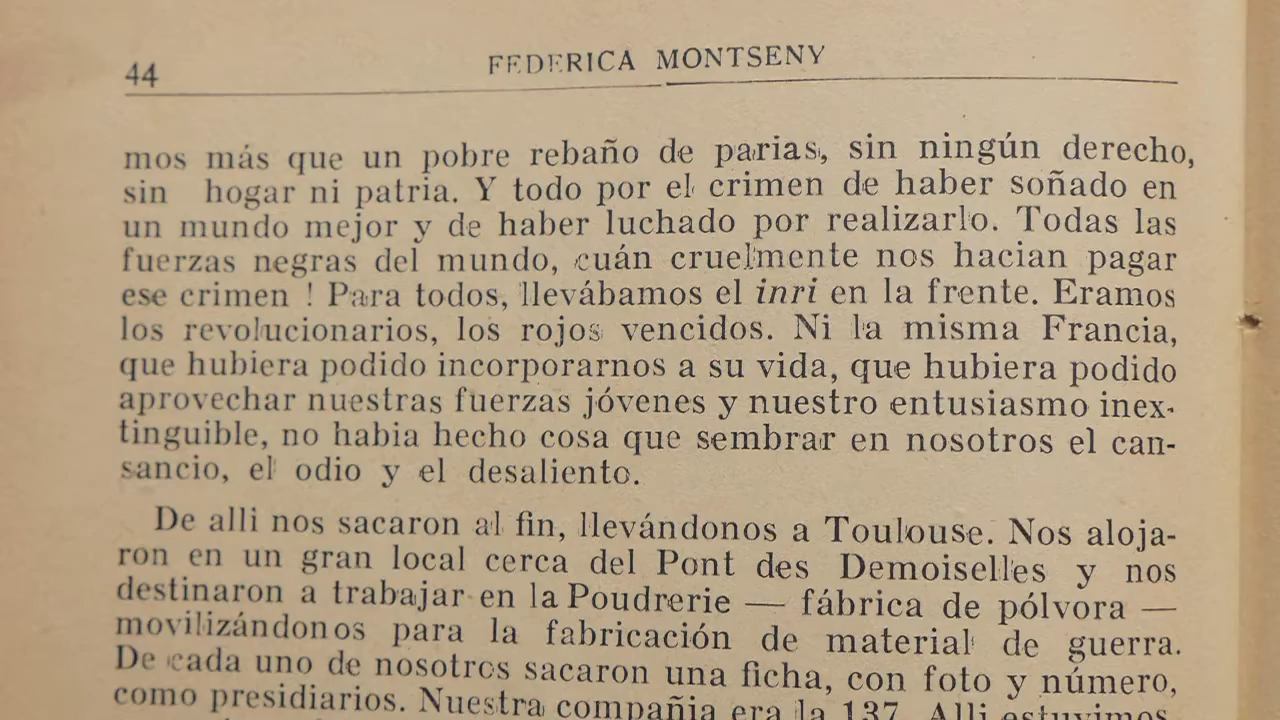 44
FEDERICA MONTSENY
mos más que un pobre rebaño de parias, sin ningún derecho,
sin hogar ni patria. Y todo por el crimen de haber soñado en
un mundo mejor y de haber luchado por realizarlo. Todas las
fuerzas negras del mundo, cuán cruelmente nos hacian pagar
ese crimen ! Para todos, llevábamos el inri en la frente. Eramos
los revolucionarios, los rojos vencidos. Ni la misma Francia,
que hubiera podido incorporarnos a su vida, que hubiera podido
aprovechar nuestras fuerzas jóvenes y nuestro entusiasmo inex-
tinguible, no habia hecho cosa que sembrar en nosotros el can-
sancio, el odio y el desaliento.
De alli nos sacaron al fin, llevándonos a Toulouse. Nos aloja-
ron en un gran local cerca del Pont des Demoiselles y nos
destinaron a trabajar en la Poudrerie — fábrica de pólvora —
movilizándonos para la fabricación de material de guerra.
De cada uno de nosotros sacaron una ficha, con foto y número,
como presidiarios. Nuestra compañia era la 137. Alli estuvimos